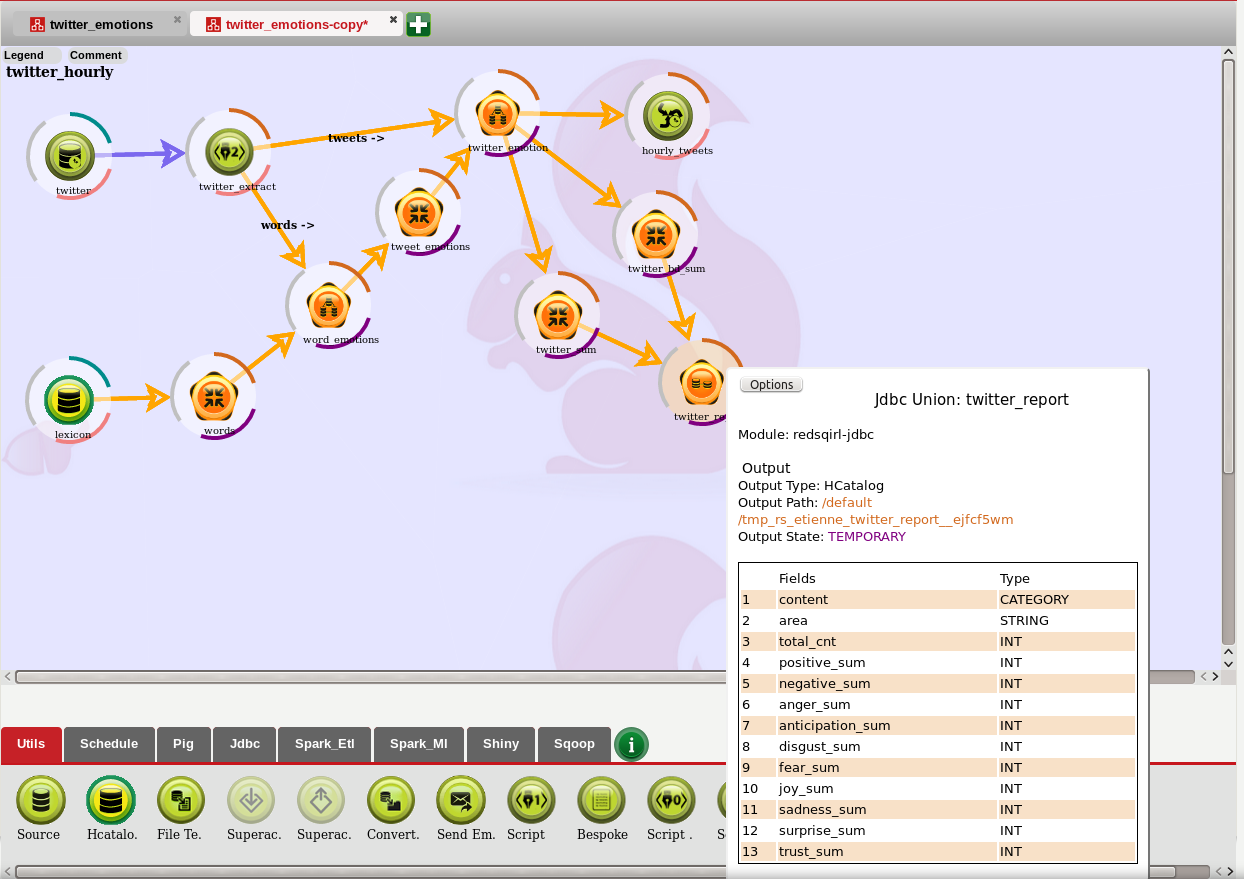 twitter_emotions
twitter_emotions-copy*
Legend
Comment
twitter_hourly
tweets ->
twitter_emotion
hourly_tweets
twitter
twitter_extract
words ->
tweet_emotions
twitter_bd_sum
word_emotions
twitter_sum
lexicon
words
Options
Jdbc Union: twitter_report
Module: redsqirl-jdbc
Output
Output Type: HCatalog
Output Path: /default
/tmp_rs_etienne_twitter_report__ejfcf5wm
Output State: TEMPORARY
Fields Type
1 content CATEGORY
2 area STRING
3 total_cnt INT
4 positive_sum INT
5 negative_sum INT
6 anger_sum INT
7 anticipation_sum INT
8 disgust_sum INT
9 fear_sum INT
10 joy_sum INT
11 sadness_sum INT
12 surprise_sum INT
13 trust_sum INT
Utils
Schedule
Pig
Jdbc
Spark_Etl
Spark_Ml
Shiny
Sqoop
i
Source
Hcatalo.
File Te.
Superac.
Superac.
Convert.
Send Em.
Script
Bespoke
Script .